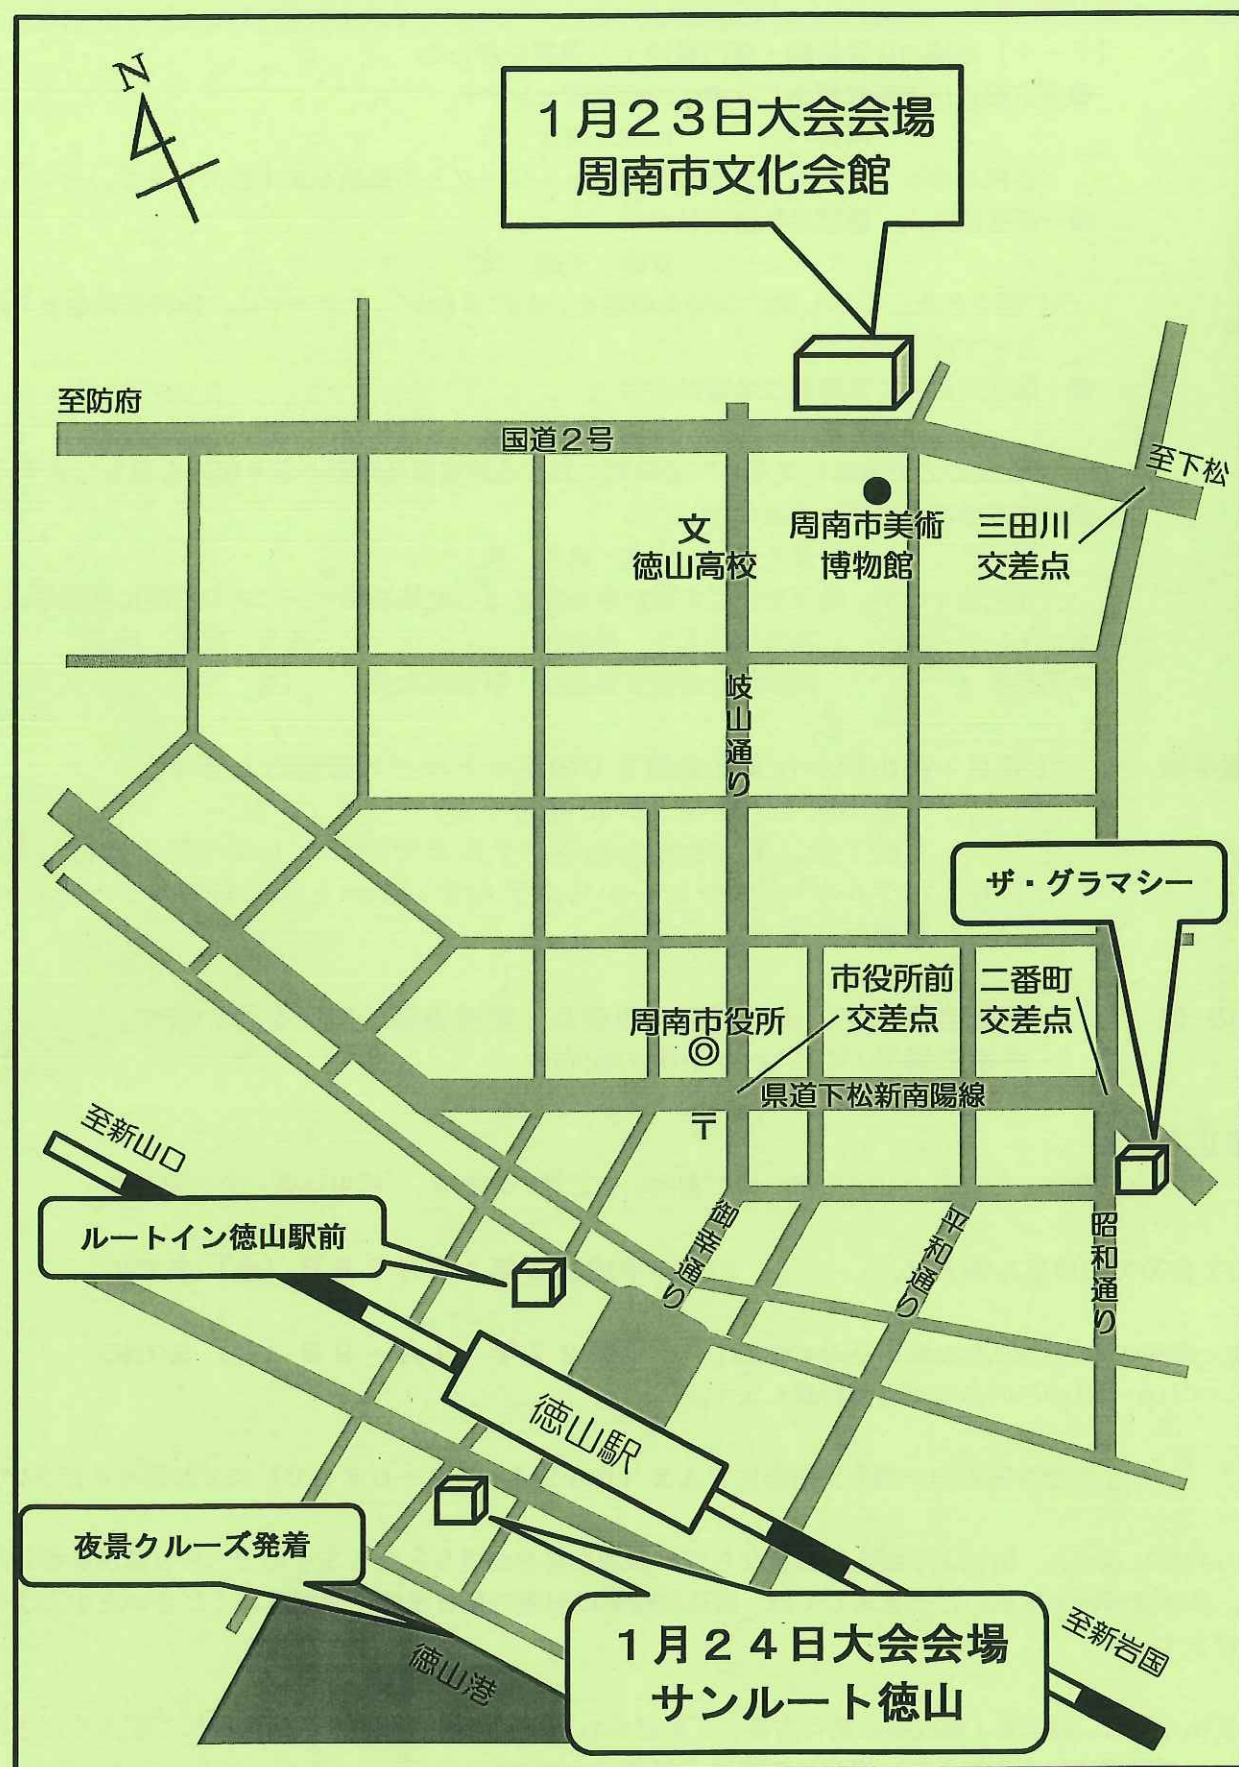 N
1月23日大会会場
周南市文化会館
至防府
国道2号
至下松
文
徳山高校
周南市美術
博物館
三田川
交差点
岐山通り
ザ・グラマシー
周南市役所
市役所前
交差点
二番町
交差点
県道下松新南陽線
〒
至新山口
ルートイン徳山駅前
御幸通り
平和通り
昭和通り
徳山駅
夜景クルーズ発着
徳山港
1月24日大会会場
サンルート徳山
至新岩国